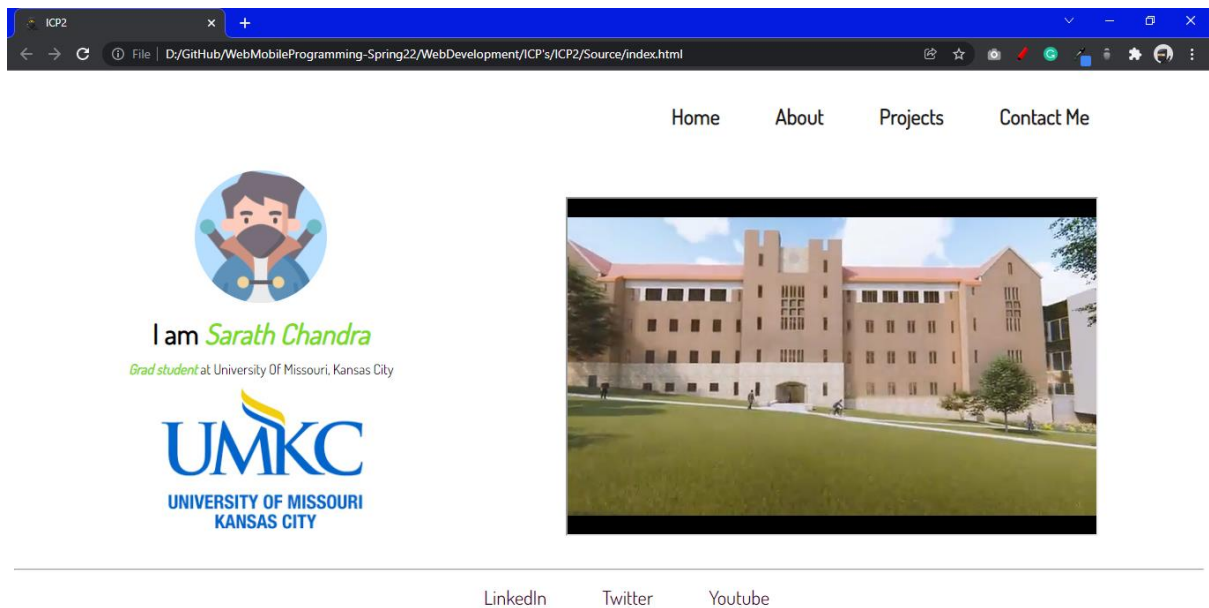 ICP2
File | D:/GitHub/WebMobileProgramming-Spring22/WebDevelopment/ICP's/ICP2/Source/index.html
Home About Projects Contact Me
I am Sarath Chandra
Grad student at University Of Missouri, Kansas City
UMKC
UNIVERSITY OF MISSOURI
KANSAS CITY
LinkedIn Twitter Youtube